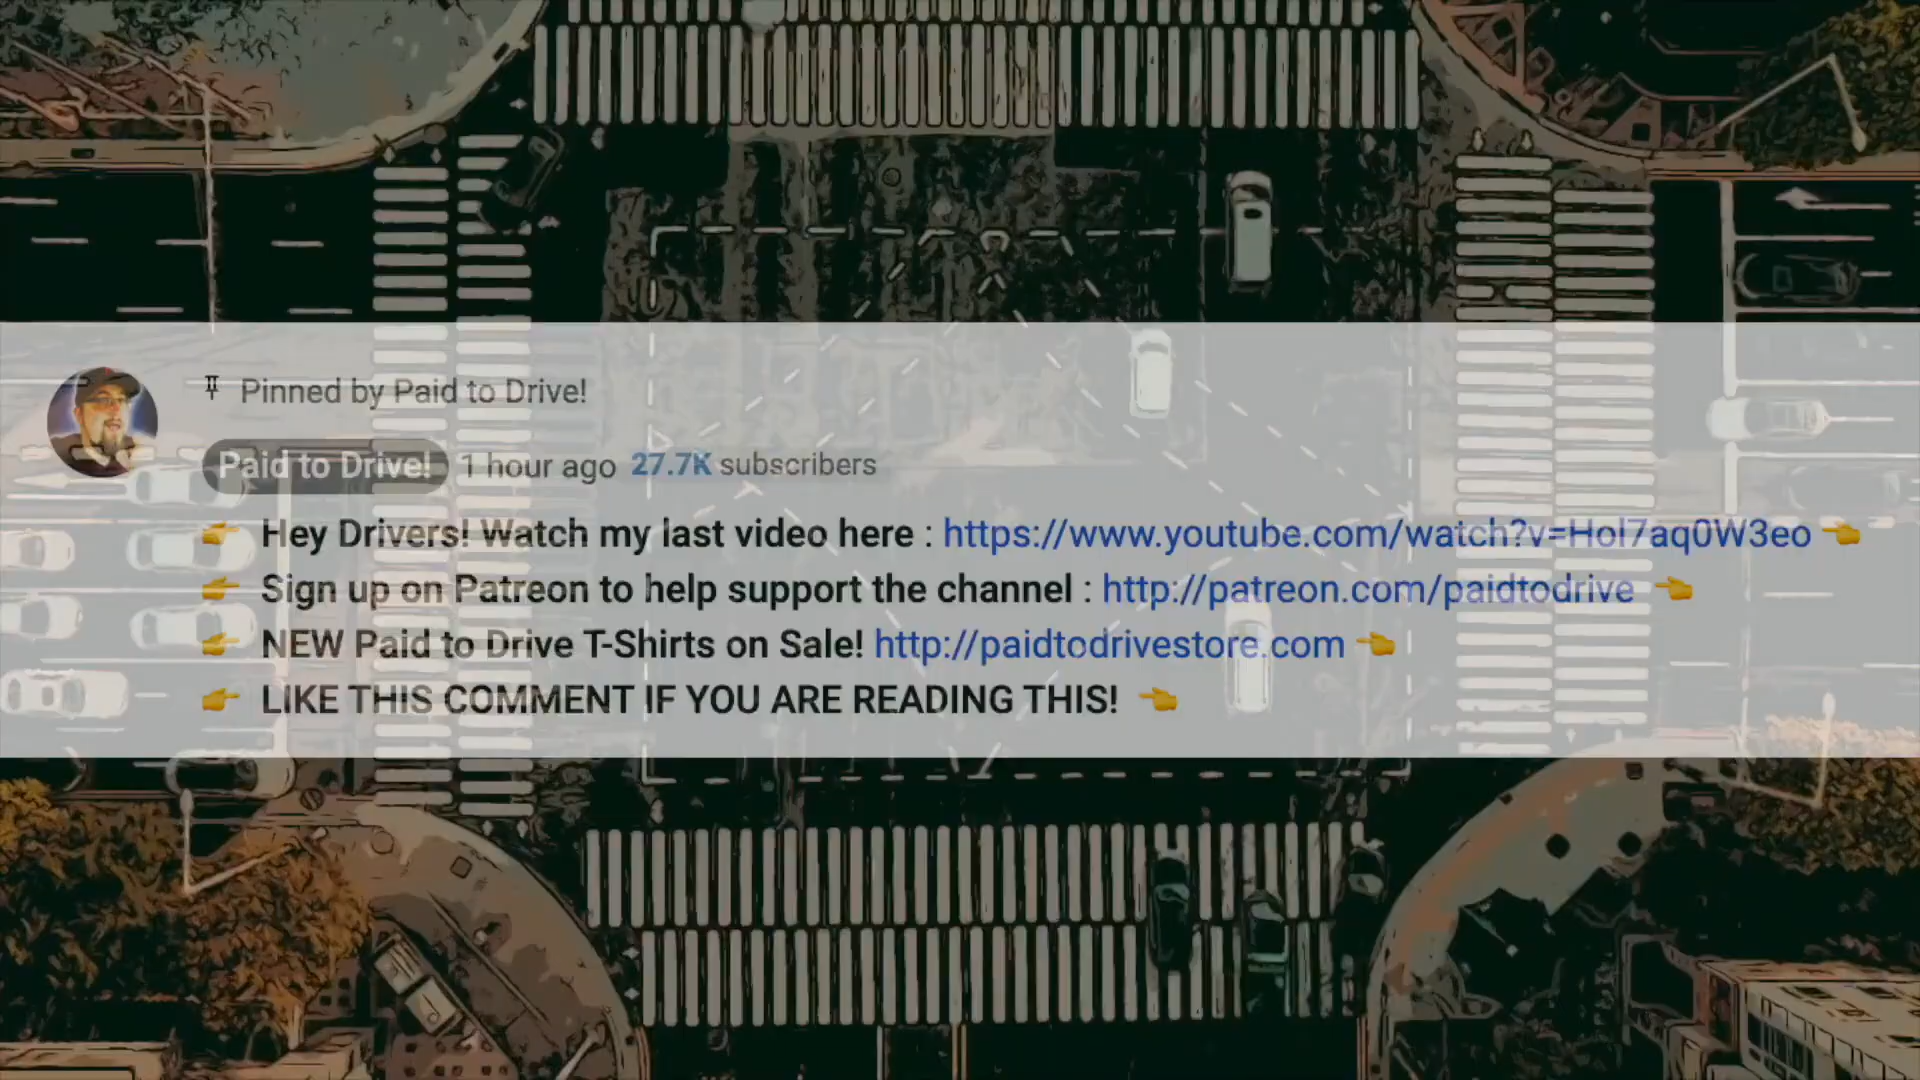 Pinned by Paid to Drive!
Paid to Drive! 1 hour ago 27.7K subscribers
👉 Hey Drivers! Watch my last video here : https://www.youtube.com/watch?v=Hol7aq0W3eo 👈
👉 Sign up on Patreon to help support the channel : http://patreon.com/paidtodrive 👈
👉 NEW Paid to Drive T-Shirts on Sale! http://paidtodrivestore.com 👈
👉 LIKE THIS COMMENT IF YOU ARE READING THIS! 👈